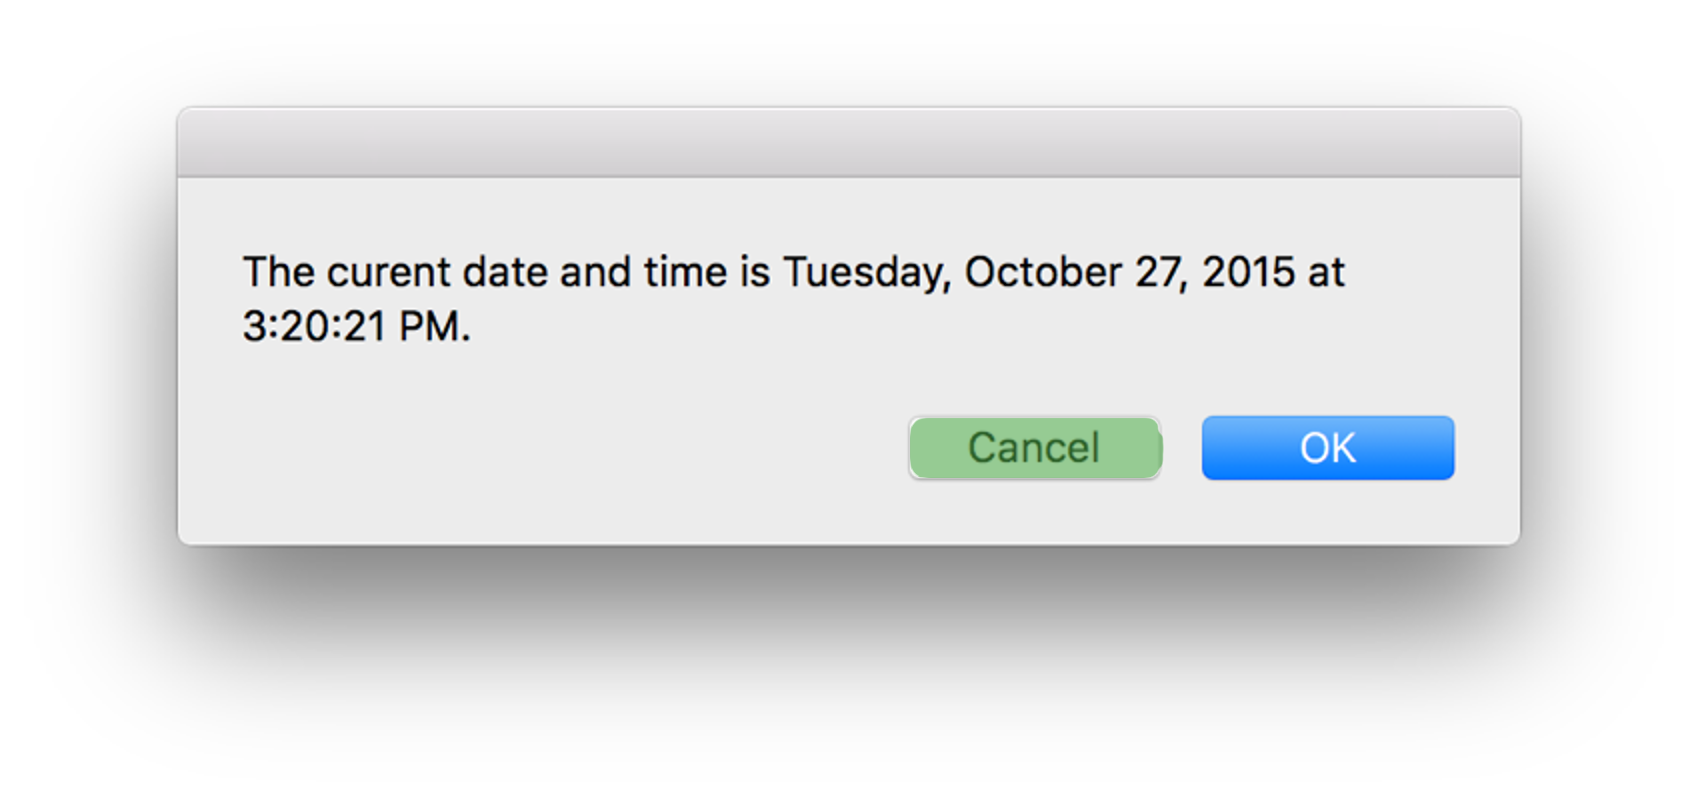 The curent date and time is Tuesday, October 27, 2015 at
3:20:21 PM.
Cancel OK